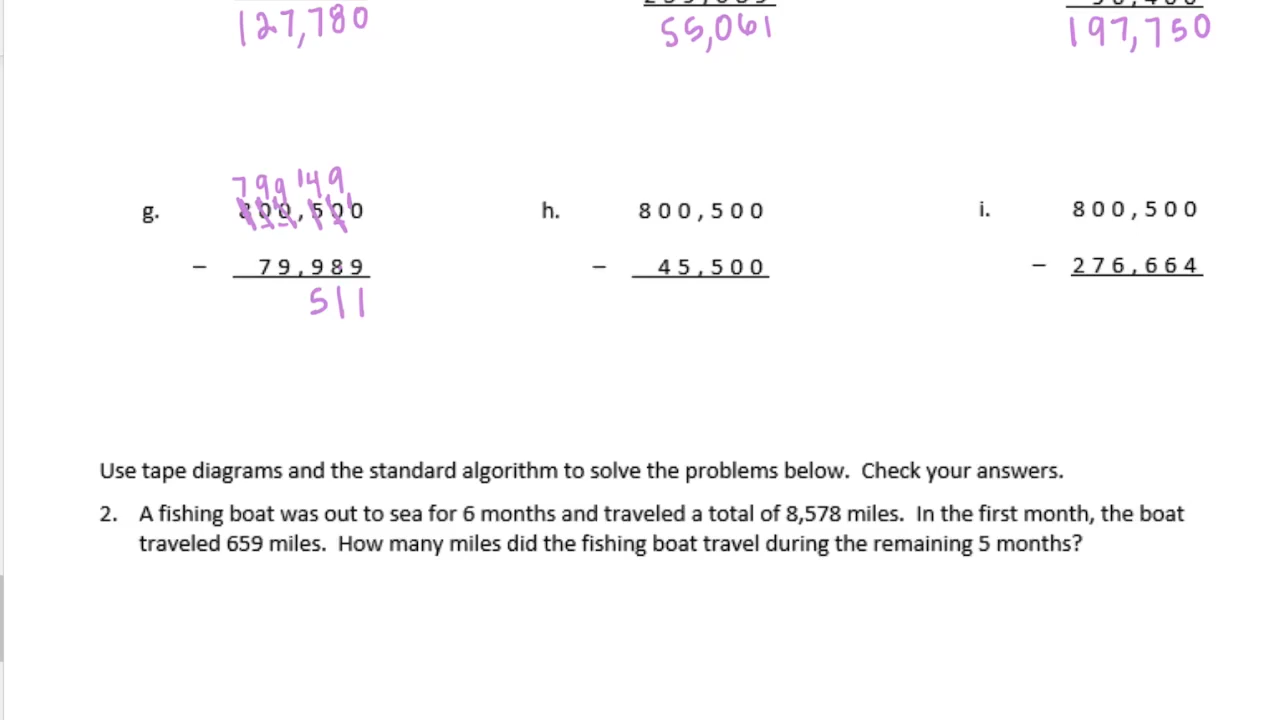 127,780 55,061 197,750
7 9 9 14 9
g. 800,500 h. 800,500 i. 800,500
– 79,989 – 45,500 – 276,664
511
Use tape diagrams and the standard algorithm to solve the problems below. Check your answers.
2. A fishing boat was out to sea for 6 months and traveled a total of 8,578 miles. In the first month, the boat
traveled 659 miles. How many miles did the fishing boat travel during the remaining 5 months?